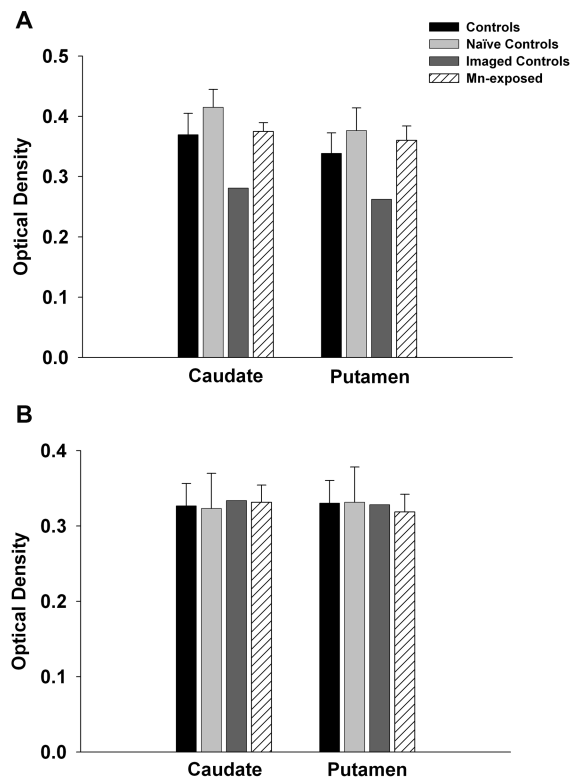 A
Controls
Naïve Controls
Imaged Controls
Mn-exposed
0.5
0.4
0.3
0.2
0.1
0.0
Optical Density
Caudate Putamen
B
0.4
0.3
0.2
0.1
0.0
Optical Density
Caudate Putamen